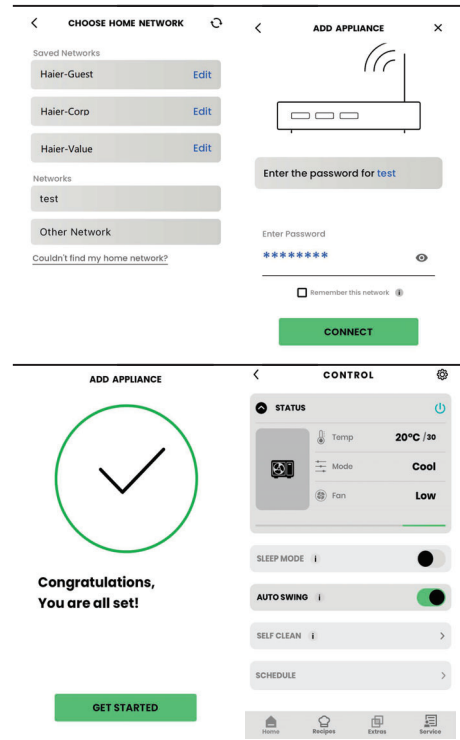 CHOOSE HOME NETWORK
Saved Networks
Haier-Guest Edit
Haier-Corp Edit
Haier-Value Edit
Networks
test
Other Network
Couldn't find my home network?
ADD APPLIANCE
Enter the password for test
Enter Password
********
Remember this network i
CONNECT
ADD APPLIANCE
Congratulations,
You are all set!
GET STARTED
CONTROL
STATUS
Temp 20°C /30
Mode Cool
Fan Low
SLEEP MODE i
AUTO SWING i
SELF CLEAN i
SCHEDULE
Home Recipes Extras Service